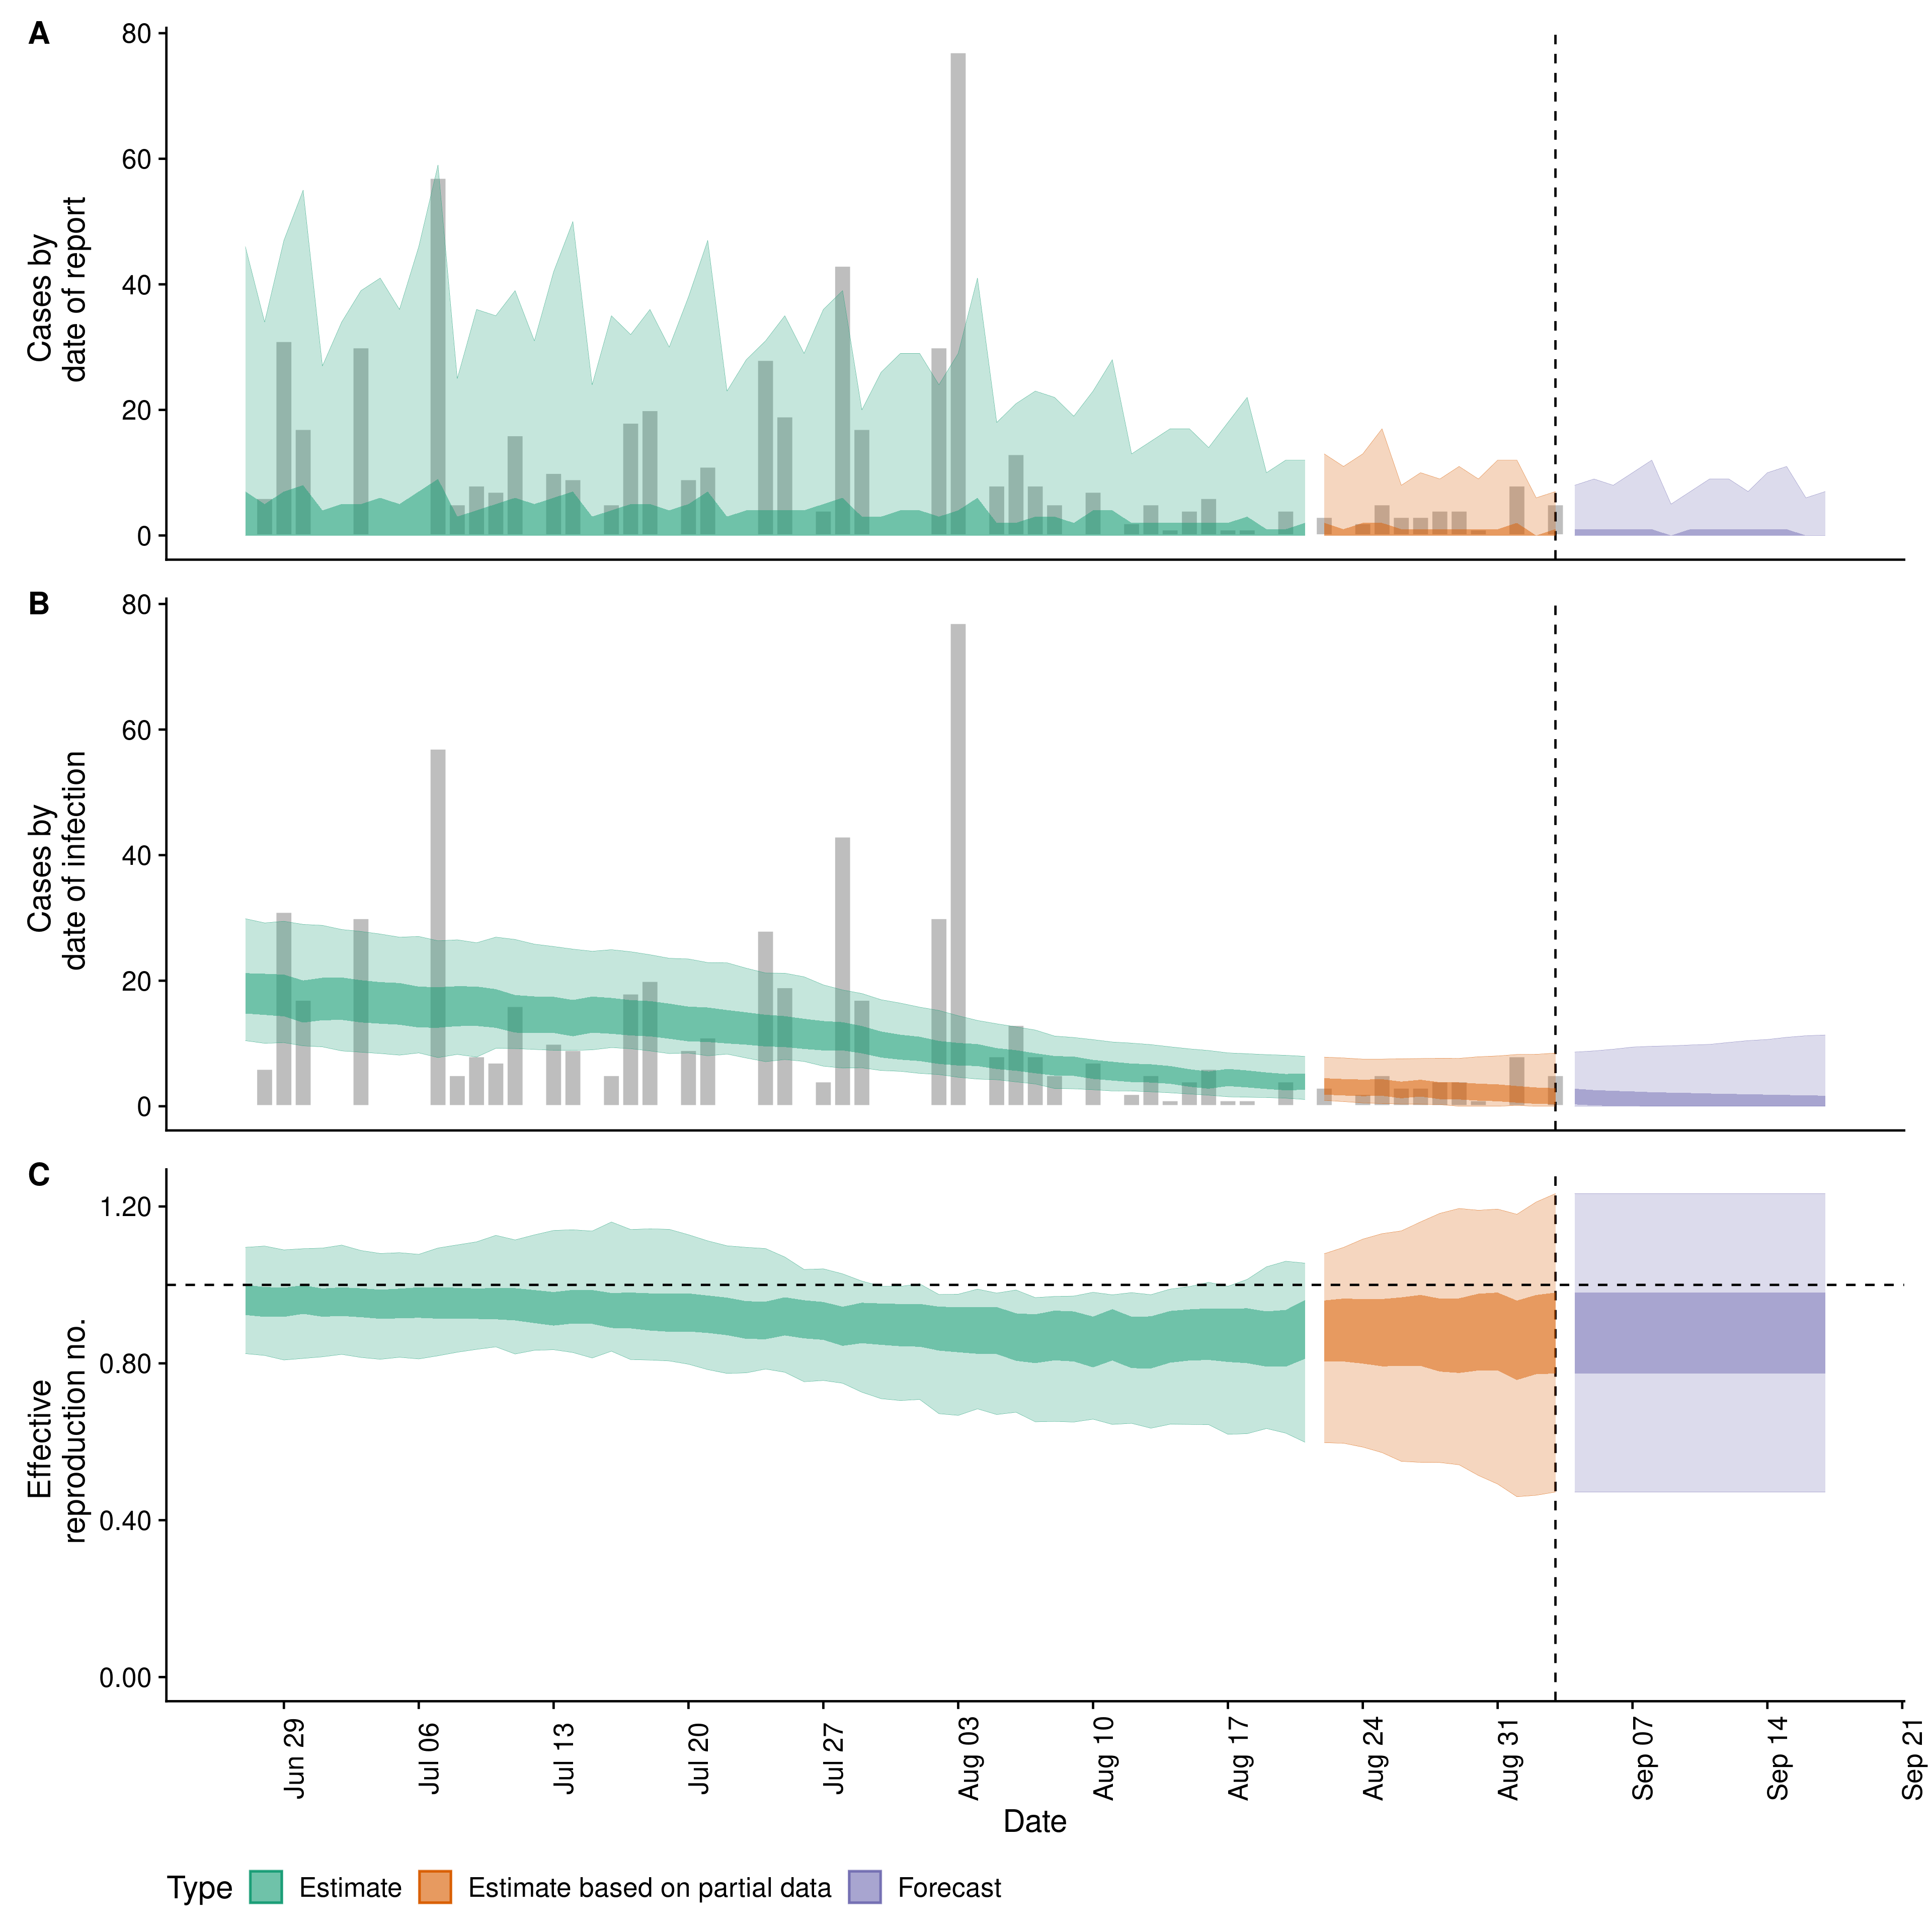 A
80
60
40
20
0
Cases by
date of report
B
80
60
40
20
0
Cases by
date of infection
C
1.20
0.80
0.40
0.00
Effective
reproduction no.
Jun 29
Jul 06
Jul 13
Jul 20
Jul 27
Aug 03
Aug 10
Aug 17
Aug 24
Aug 31
Sep 07
Sep 14
Sep 21
Date
Type
Estimate
Estimate based on partial data
Forecast